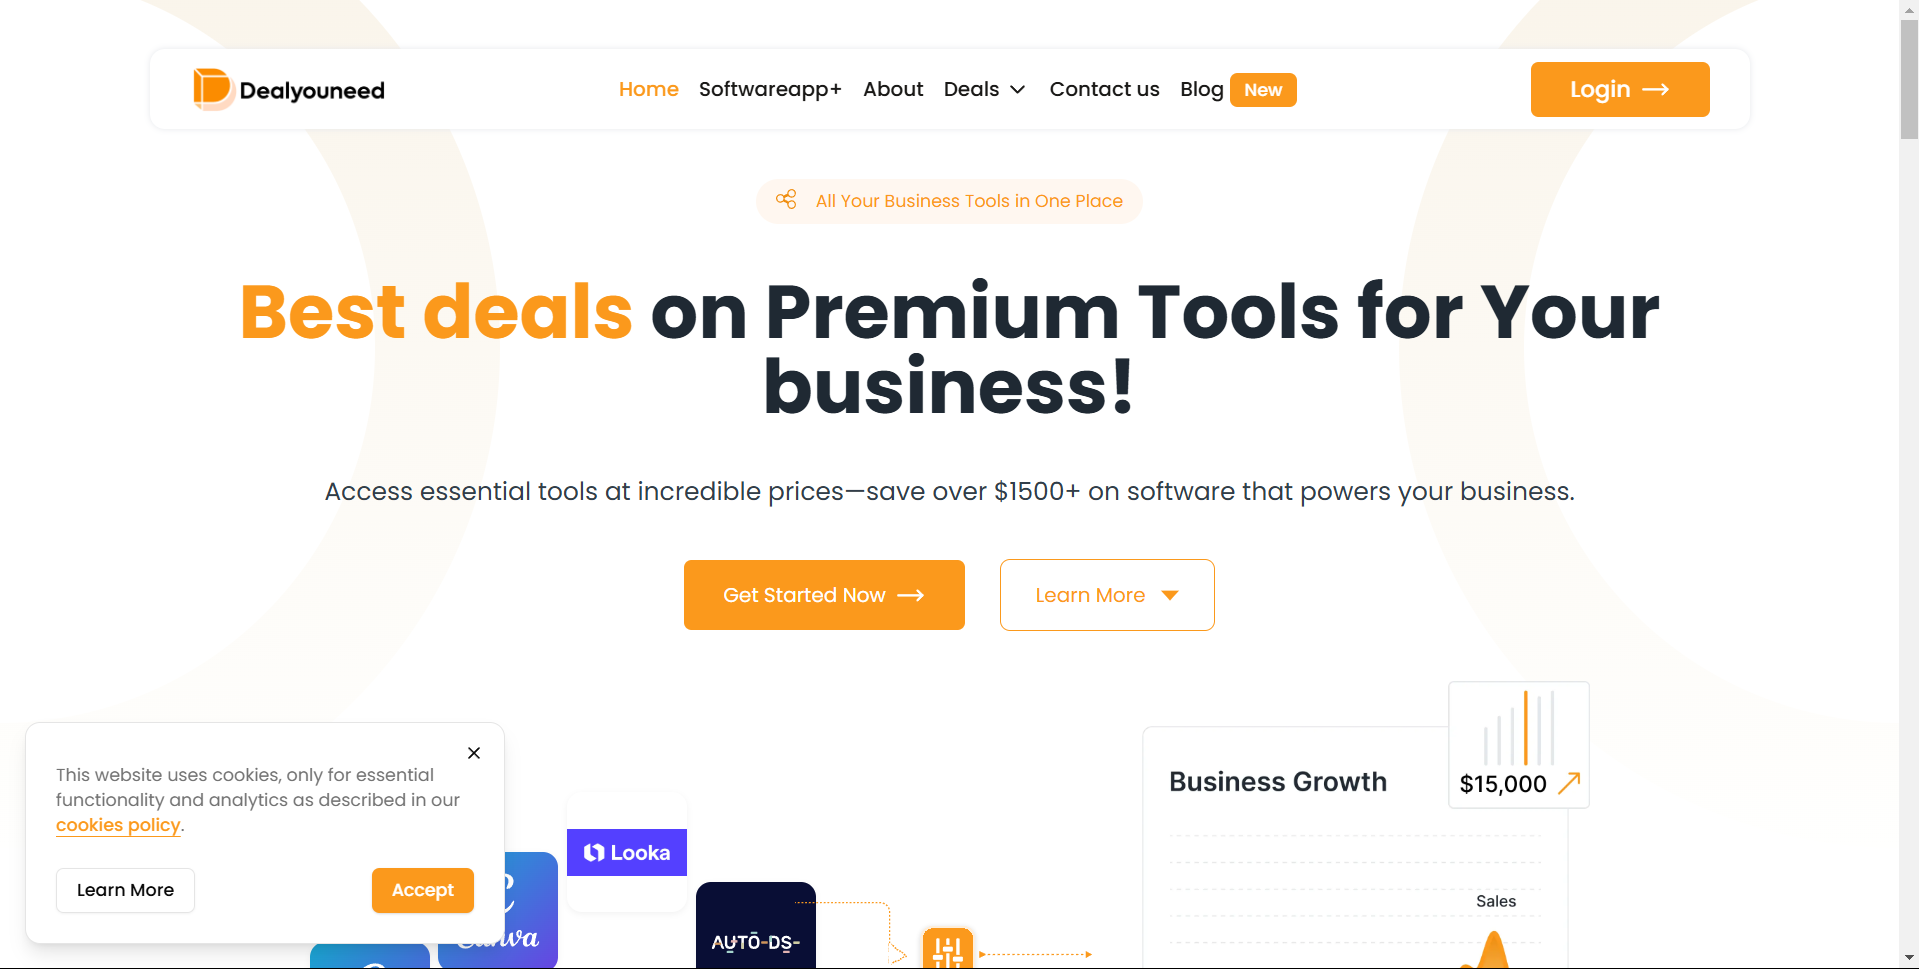 Dealyouneed
Home Softwareapp+ About Deals Contact us Blog New
Login
All Your Business Tools in One Place
Best deals on Premium Tools for Your
business!
Access essential tools at incredible prices—save over $1500+ on software that powers your business.
Get Started Now
Learn More
This website uses cookies, only for essential
functionality and analytics as described in our
cookies policy.
Learn More
Accept
Looka
AUTO-DS-
Business Growth
$15,000
Sales